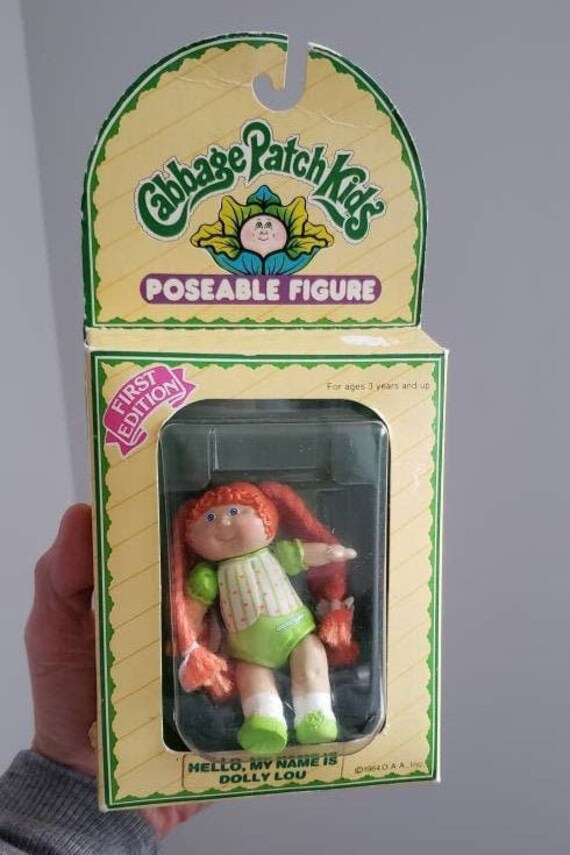 Cabbage Patch Kids
POSEABLE FIGURE
FIRST
EDITION
For ages 3 years and up
HELLO, MY NAME IS
DOLLY LOU
©1984 O.A.A., Inc.